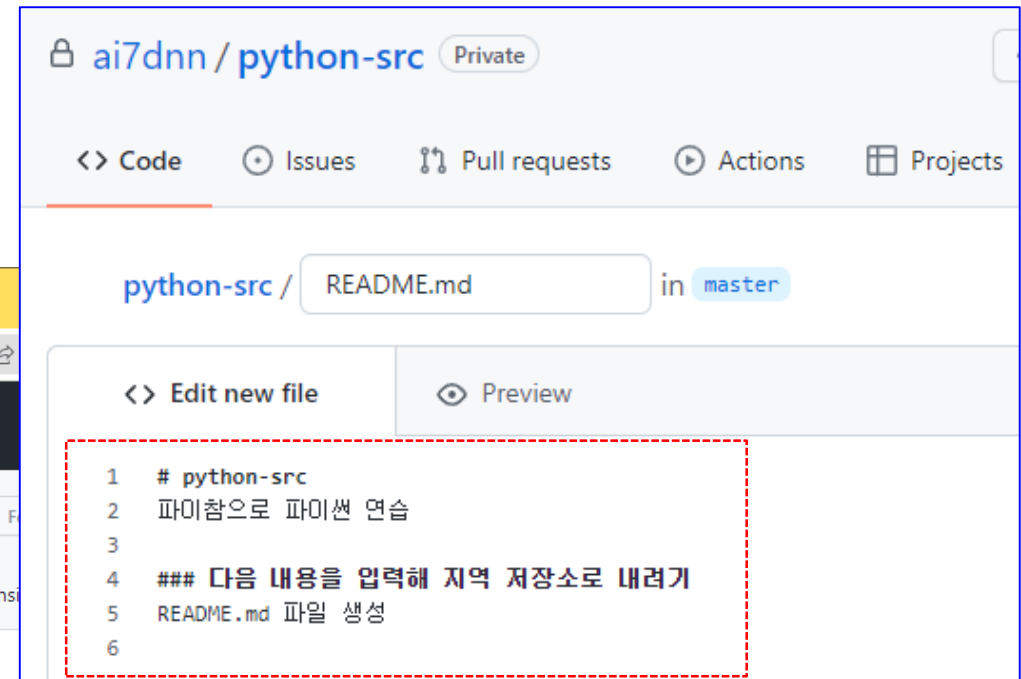 ai7dnn / python-src Private
<> Code Issues Pull requests Actions Projects
python-src / README.md in master
<> Edit new file Preview
1 # python-src
2 파이참으로 파이썬 연습
3
4 ### 다음 내용을 입력해 지역 저장소로 내려기
5 README.md 파일 생성
6